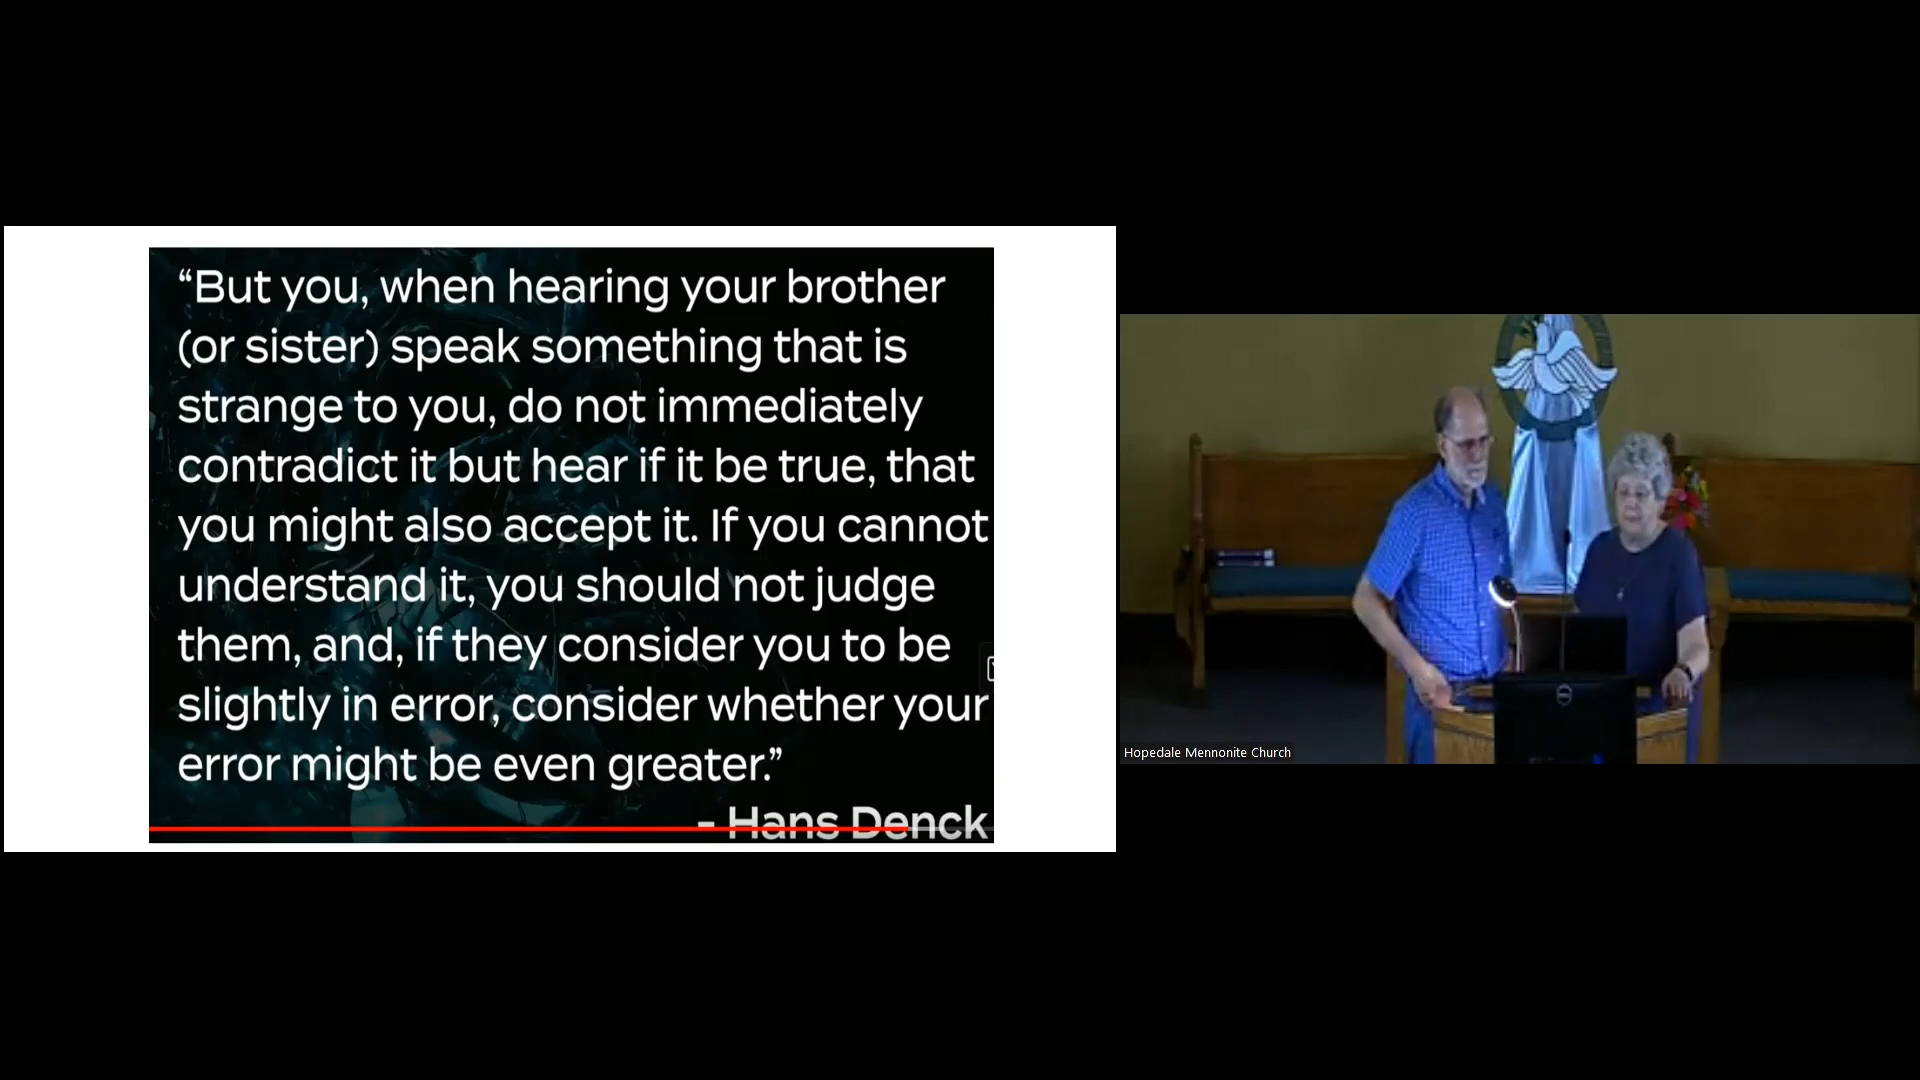 “But you, when hearing your brother
(or sister) speak something that is
strange to you, do not immediately
contradict it but hear if it be true, that
you might also accept it. If you cannot
understand it, you should not judge
them, and, if they consider you to be
slightly in error, consider whether your
error might be even greater.”
- Hans Denck
Hopedale Mennonite Church
DELL